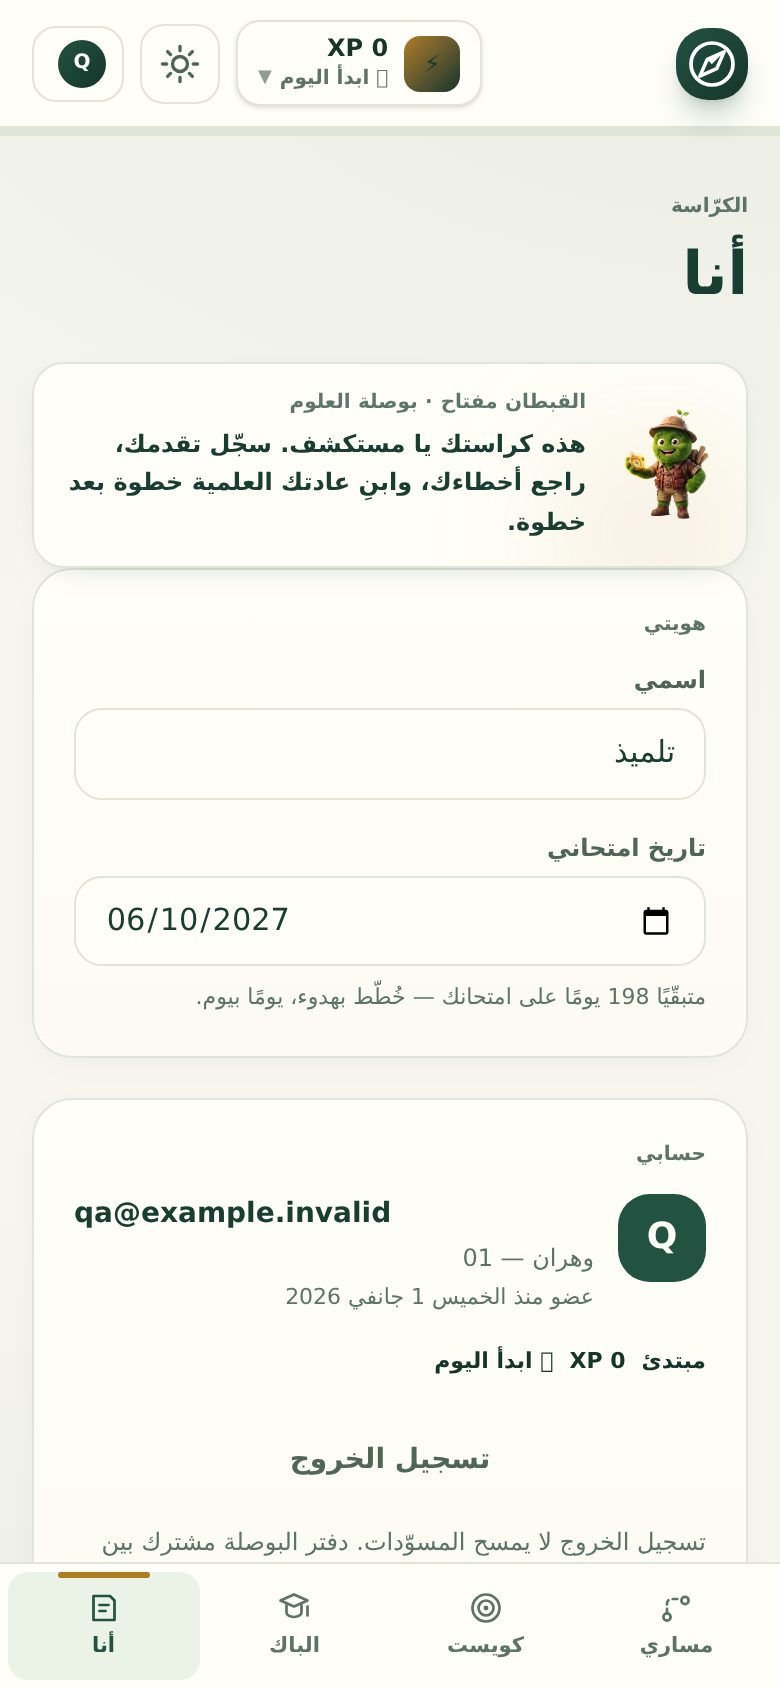 XP 0
ابدأ اليوم ▼
Q
الكرّاسة
أنا
القبطان مفتاح · بوصلة العلوم
هذه كراستك يا مستكشف. سجّل تقدمك،
راجع أخطاءك، وابنِ عادتك العلمية خطوة بعد
خطوة.
هويتي
اسمي
تلميذ
تاريخ امتحاني
06/10/2027
متبقّيًا 198 يومًا على امتحانك — خُطّط بهدوء، يومًا بيوم.
حسابي
Q
qa@example.invalid
وهران — 01
عضو منذ الخميس 1 جانفي 2026
مبتدئ XP 0 ابدأ اليوم
تسجيل الخروج
تسجيل الخروج لا يمسح المسوّدات. دفتر البوصلة مشترك بين
مساري
كويست
الباك
أنا